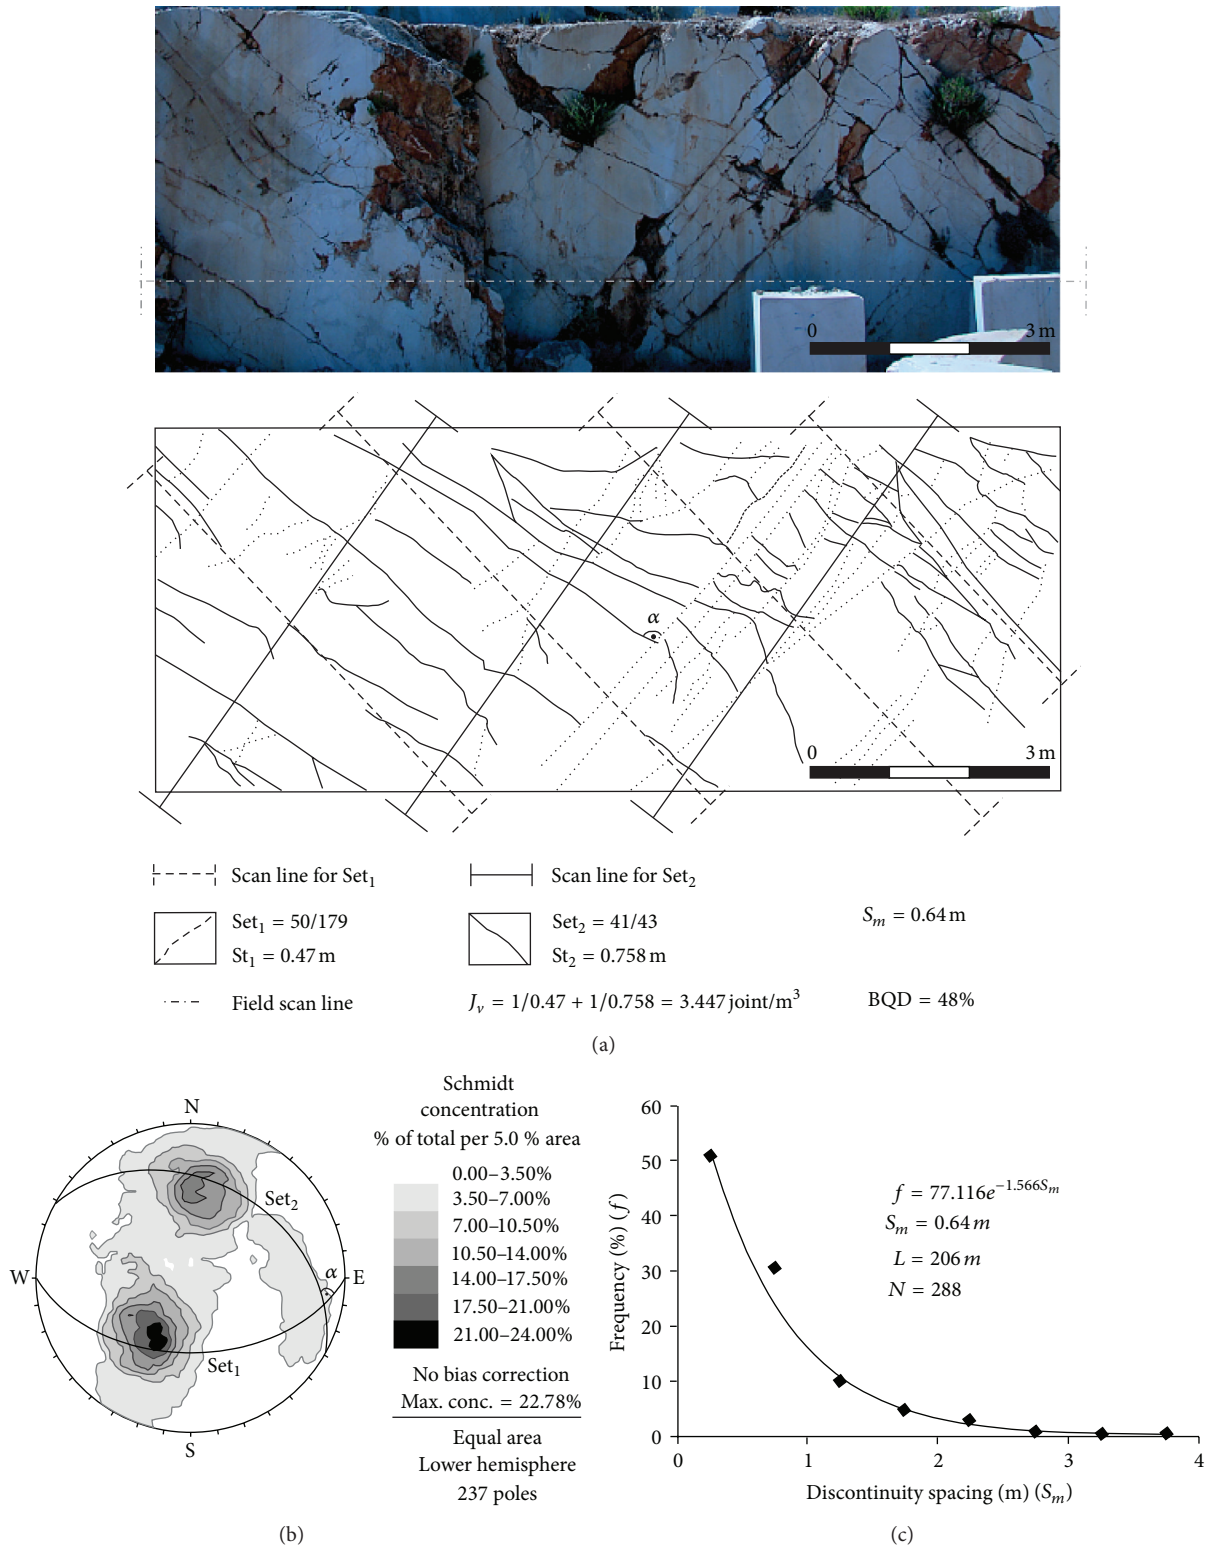 0 3 m
α
0 3 m
Scan line for Set₁
Scan line for Set₂
Set₁ = 50/179
St₁ = 0.47 m
Set₂ = 41/43
St₂ = 0.758 m
Sₘ = 0.64 m
Field scan line
Jᵥ = 1/0.47 + 1/0.758 = 3.447 joint/m³
BQD = 48%
(a)
N
Set₂
W
α
E
Set₁
S
Schmidt
concentration
% of total per 5.0 % area
0.00–3.50%
3.50–7.00%
7.00–10.50%
10.50–14.00%
14.00–17.50%
17.50–21.00%
21.00–24.00%
No bias correction
Max. conc. = 22.78%
Equal area
Lower hemisphere
237 poles
(b)
Frequency (%) (f)
60
50
40
30
20
10
0
f = 77.116e^−1.566Sₘ
Sₘ = 0.64 m
L = 206 m
N = 288
0 1 2 3 4
Discontinuity spacing (m) (Sₘ)
(c)